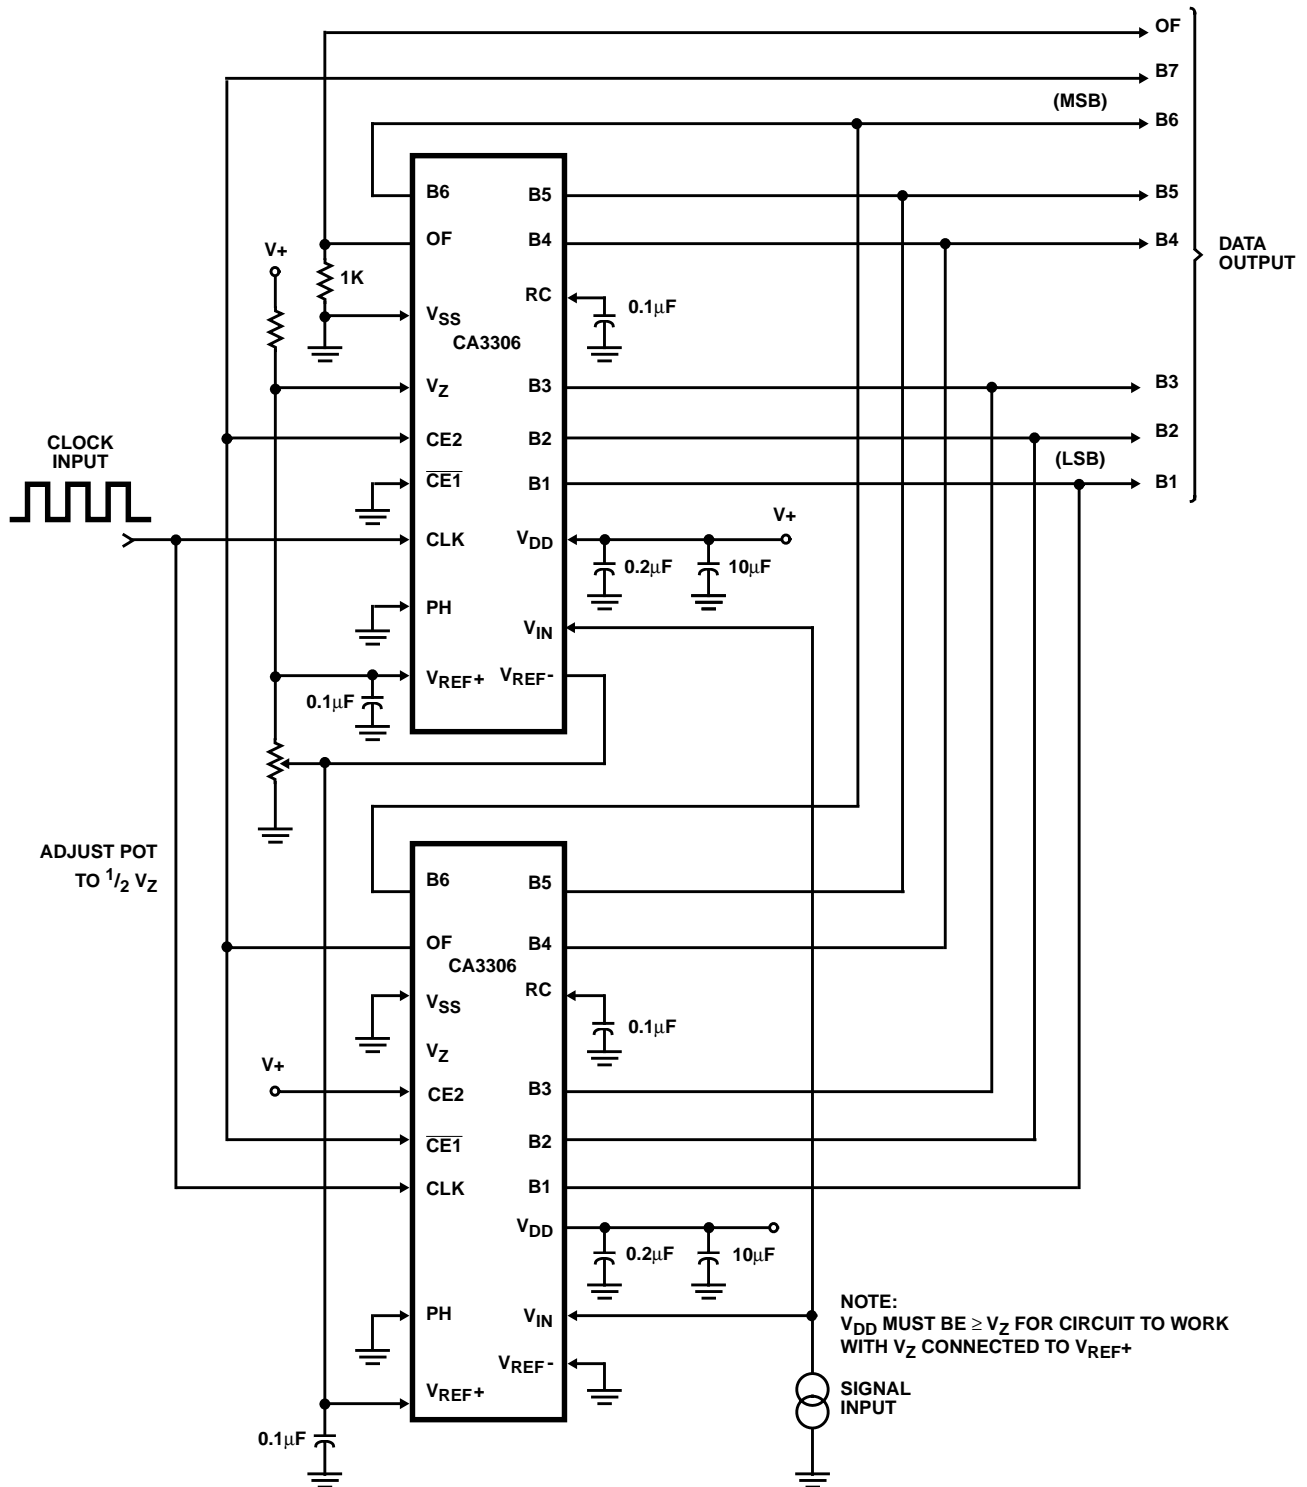 OF
B7
(MSB)
B6
B6
B5
B5
OF
B4
B4
DATA
OUTPUT
V+
1K
RC
0.1μF
VSS
CA3306
VZ
B3
B3
CLOCK
INPUT
CE2
B2
B2
(LSB)
CE1
B1
B1
V+
CLK
VDD
0.2μF
10μF
PH
VIN
VREF+
VREF-
0.1μF
ADJUST POT
TO 1/2 VZ
B6
B5
OF
B4
CA3306
RC
VSS
0.1μF
VZ
V+
CE2
B3
CE1
B2
CLK
B1
VDD
0.2μF
10μF
PH
VIN
NOTE:
VDD MUST BE ≥ VZ FOR CIRCUIT TO WORK
WITH VZ CONNECTED TO VREF+
VREF-
VREF+
SIGNAL
INPUT
0.1μF